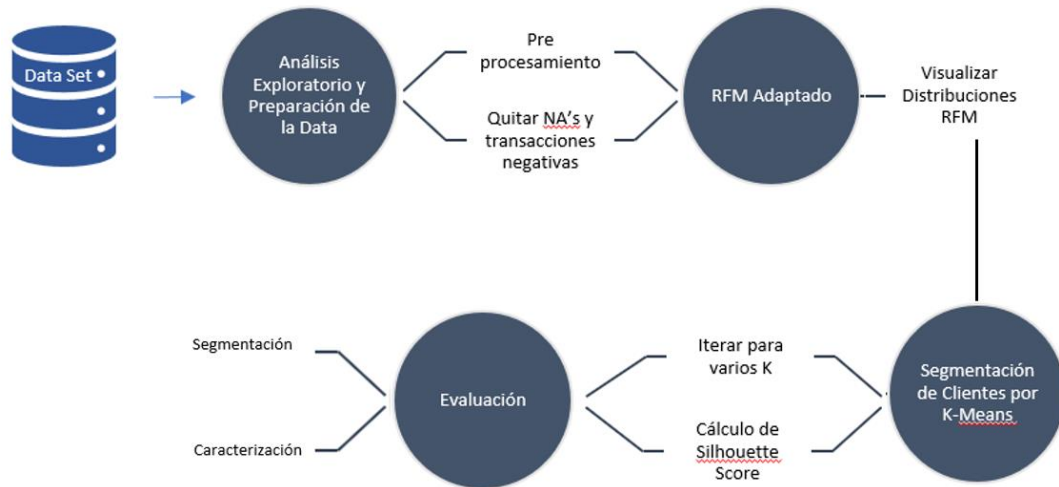 Data Set
Análisis
Exploratorio y
Preparación de
la Data
Pre
procesamiento
Quitar NA's y
transacciones
negativas
RFM Adaptado
Visualizar
Distribuciones
RFM
Segmentación
de Clientes por
K-Means
Iterar para
varios K
Cálculo de
Silhouette
Score
Evaluación
Segmentación
Caracterización